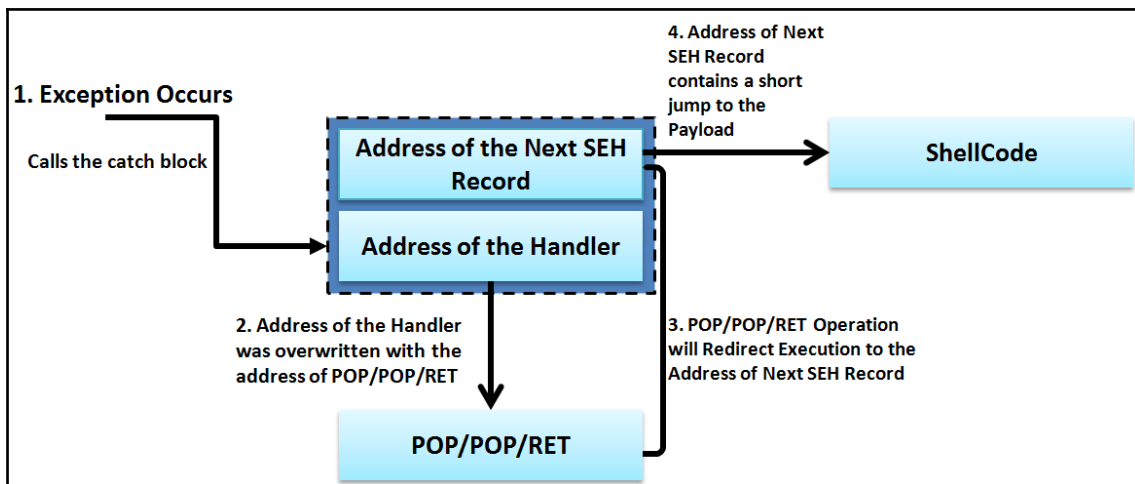 1. Exception Occurs
Calls the catch block
Address of the Next SEH
Record
Address of the Handler
2. Address of the Handler
was overwritten with the
address of POP/POP/RET
POP/POP/RET
3. POP/POP/RET Operation
will Redirect Execution to the
Address of Next SEH Record
4. Address of Next
SEH Record
contains a short
jump to the
Payload
ShellCode